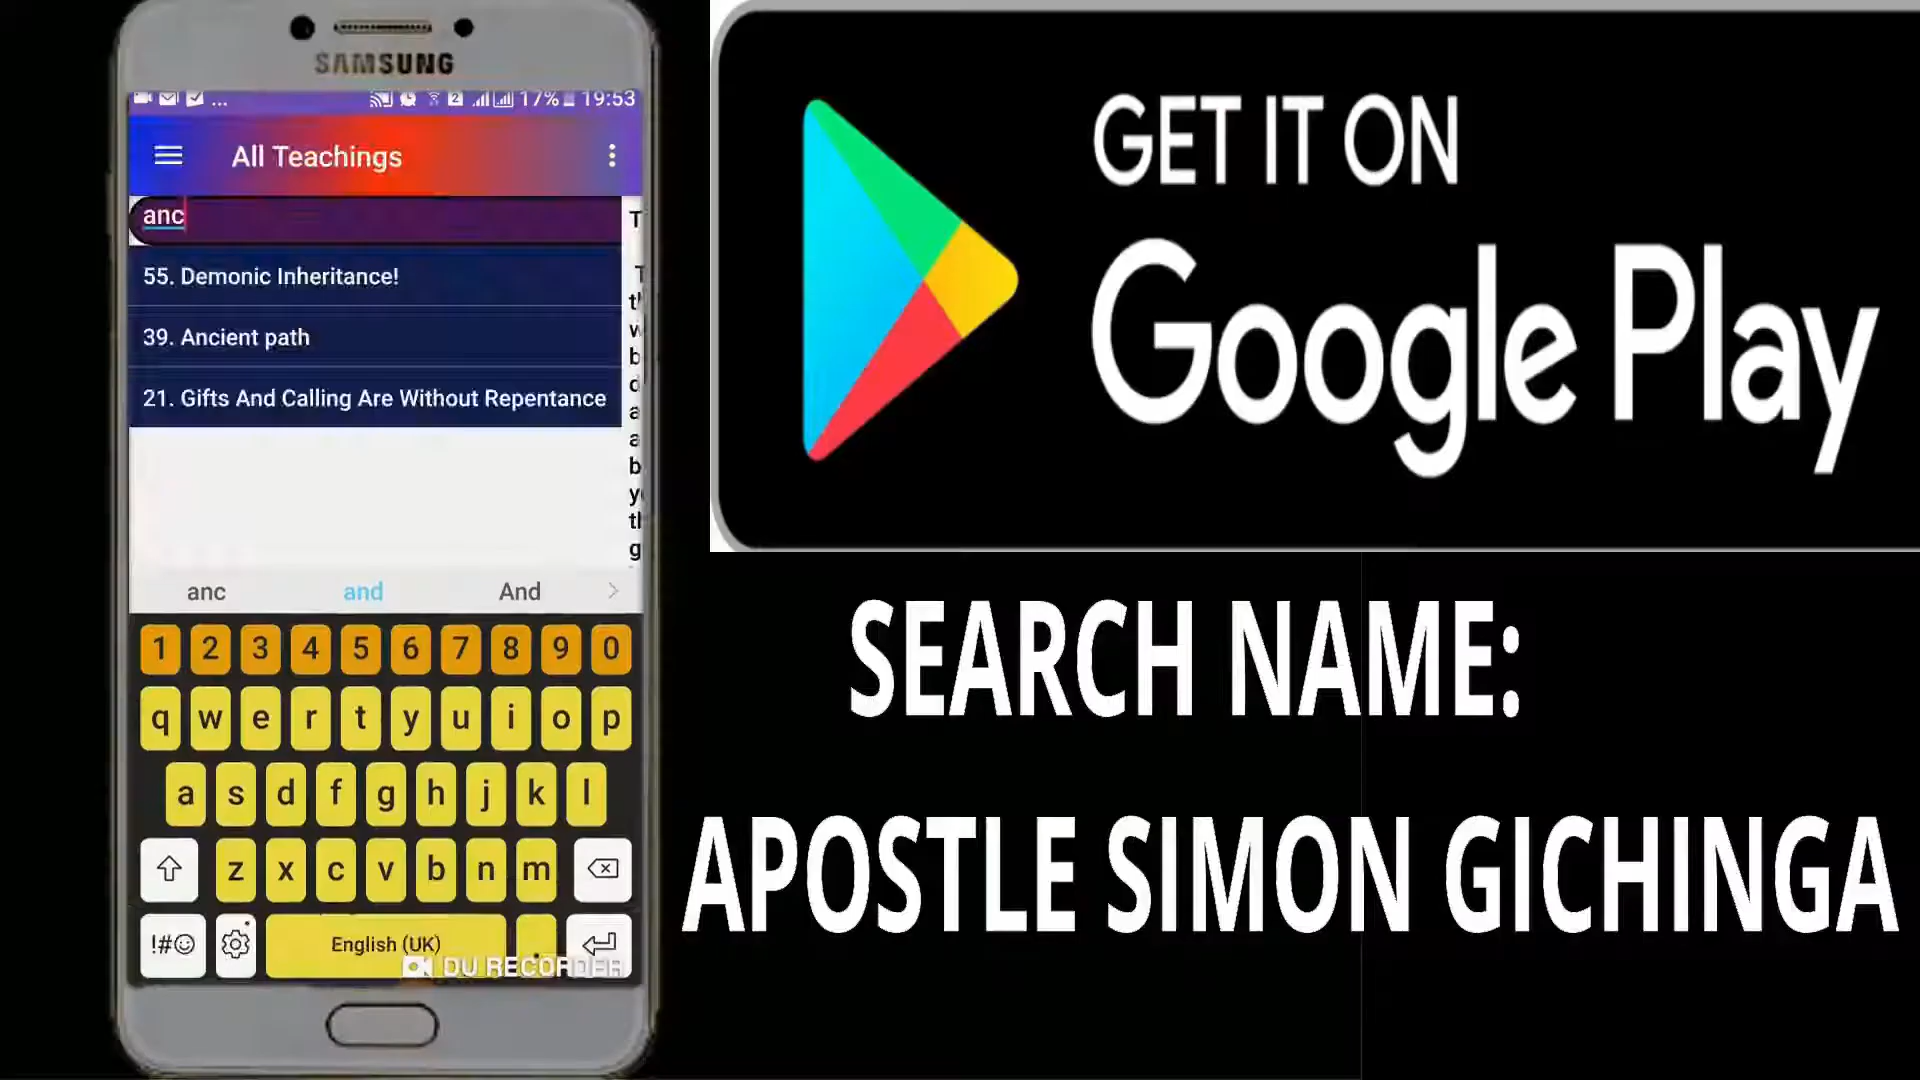 SAMSUNG
... 2 17% 19:53
All Teachings
anc
55. Demonic Inheritance!
39. Ancient path
21. Gifts And Calling Are Without Repentance
anc and And
1 2 3 4 5 6 7 8 9 0
q w e r t y u i o p
a s d f g h j k l
z x c v b n m
!#☺ English (UK) .
DU RECORDER
GET IT ON
Google Play
SEARCH NAME:
APOSTLE SIMON GICHINGA